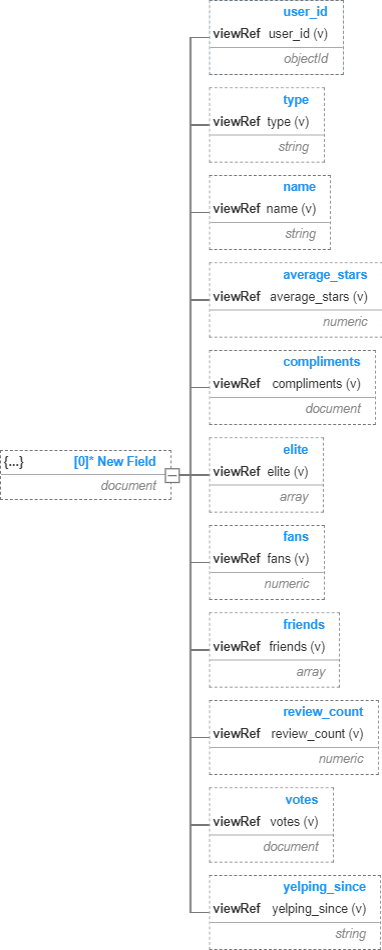 user_id
viewRef user_id (v)
objectId
type
viewRef type (v)
string
name
viewRef name (v)
string
average_stars
viewRef average_stars (v)
numeric
compliments
viewRef compliments (v)
document
{...} [0]* New Field
document
elite
viewRef elite (v)
array
fans
viewRef fans (v)
numeric
friends
viewRef friends (v)
array
review_count
viewRef review_count (v)
numeric
votes
viewRef votes (v)
document
yelping_since
viewRef yelping_since (v)
string